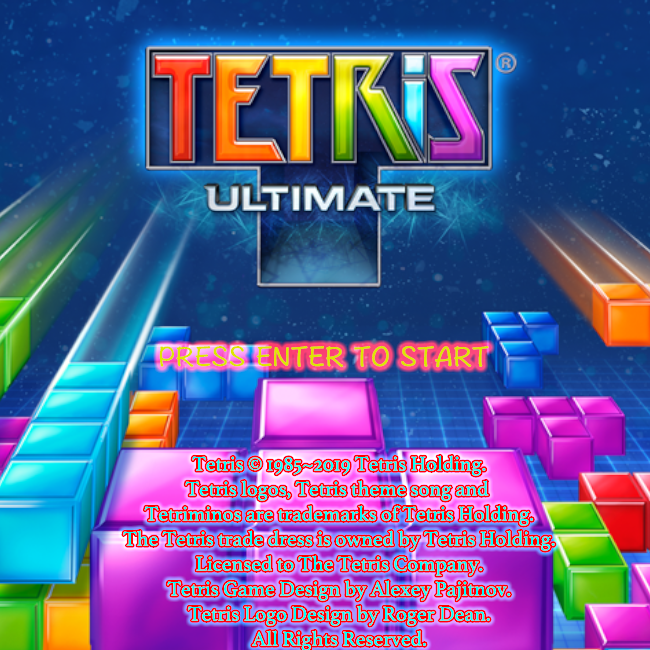 TETRIS®
ULTIMATE
PRESS ENTER TO START
Tetris © 1985~2019 Tetris Holding.
Tetris logos, Tetris theme song and
Tetriminos are trademarks of Tetris Holding.
The Tetris trade dress is owned by Tetris Holding.
Licensed to The Tetris Company.
Tetris Game Design by Alexey Pajitnov.
Tetris Logo Design by Roger Dean.
All Rights Reserved.